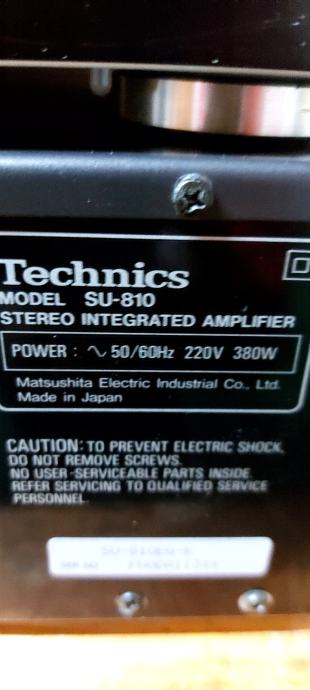 Technics
MODEL SU-810
STEREO INTEGRATED AMPLIFIER
POWER : ∿ 50/60Hz 220V 380W
Matsushita Electric Industrial Co., Ltd.
Made in Japan
CAUTION: TO PREVENT ELECTRIC SHOCK,
DO NOT REMOVE SCREWS.
NO USER-SERVICEABLE PARTS INSIDE.
REFER SERVICING TO QUALIFIED SERVICE
PERSONNEL.